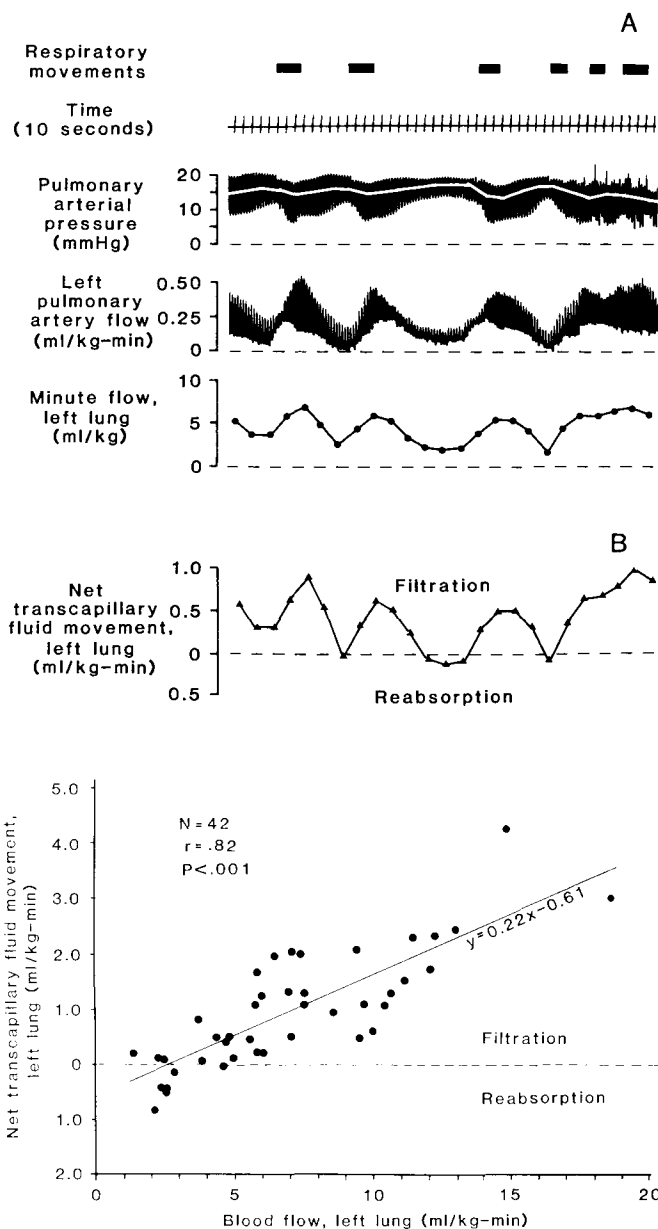 A
Respiratory
movements
Time
(10 seconds)
Pulmonary
arterial
pressure
(mmHg)
20
10
0
Left
pulmonary
artery flow
(ml/kg-min)
0.50
0.25
0
Minute flow,
left lung
(ml/kg)
10
5
0
B
Net
transcapillary
fluid movement,
left lung
(ml/kg-min)
1.0
0.5
0
0.5
Filtration
Reabsorption
Net transcapillary fluid movement,
left lung (ml/kg-min)
5.0
4.0
3.0
2.0
1.0
0
1.0
2.0
N = 42
r = .82
P<.001
y=0.22x-0.61
Filtration
Reabsorption
0 5 10 15 20
Blood flow, left lung (ml/kg-min)